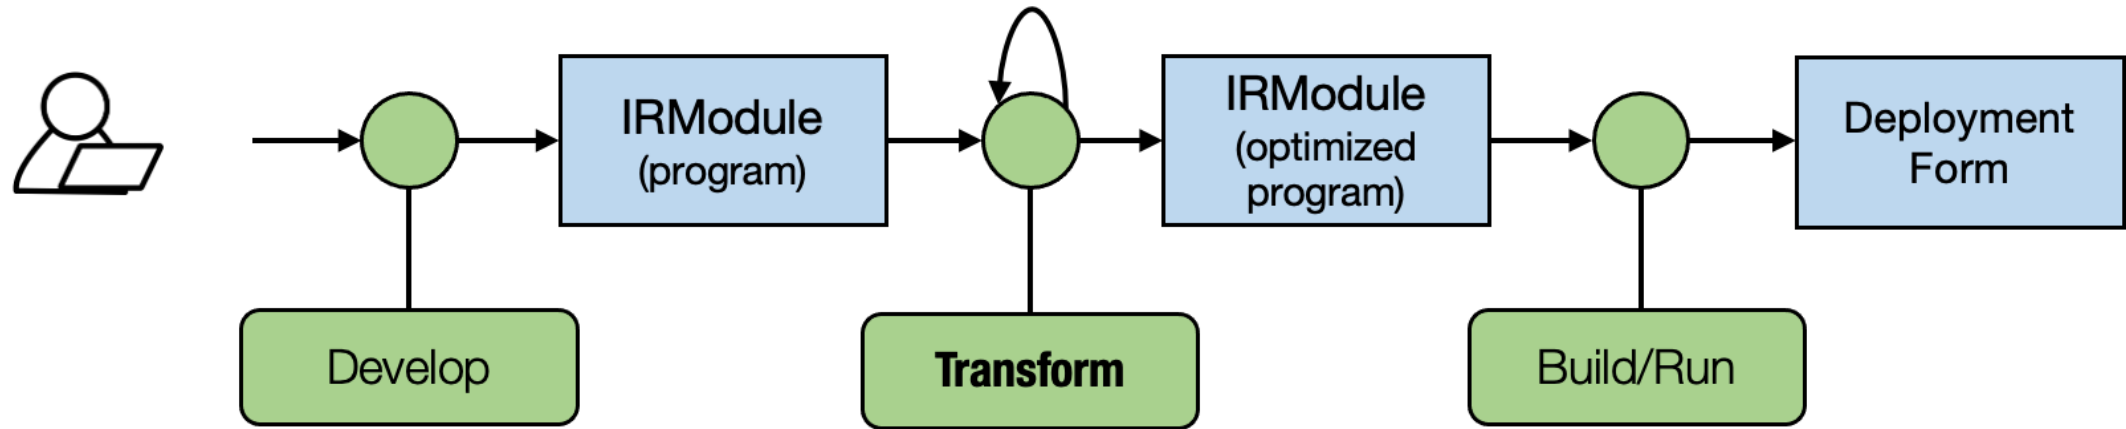 IRModule
(program)
IRModule
(optimized
program)
Deployment
Form
Develop
Transform
Build/Run